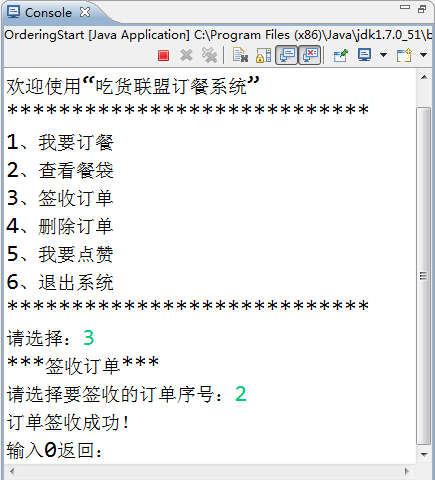 Console
OrderingStart [Java Application] C:\Program Files (x86)\Java\jdk1.7.0_51\b
欢迎使用“吃货联盟订餐系统”
****************************
1、我要订餐
2、查看餐袋
3、签收订单
4、删除订单
5、我要点赞
6、退出系统
****************************
请选择：3
***签收订单***
请选择要签收的订单序号：2
订单签收成功！
输入0返回：